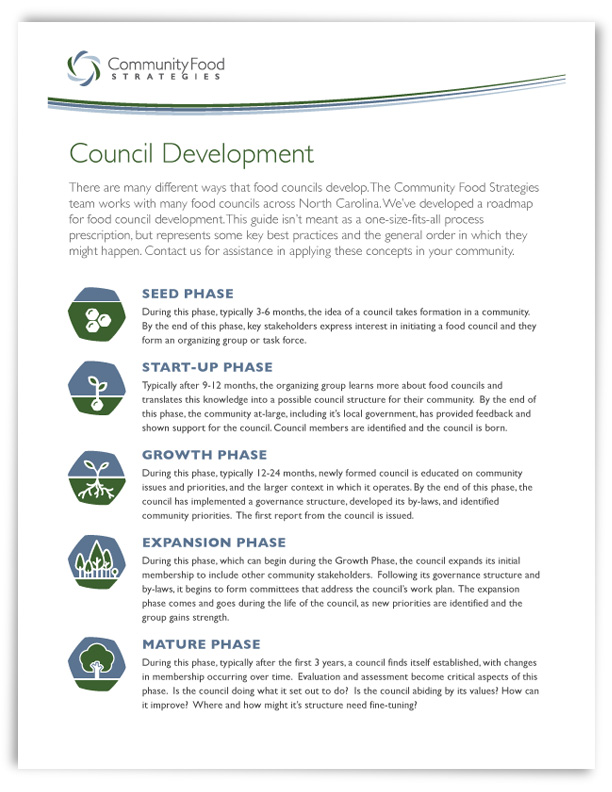 CommunityFood
STRATEGIES
Council Development
There are many different ways that food councils develop. The Community Food Strategies
team works with many food councils across North Carolina. We've developed a roadmap
for food council development. This guide isn't meant as a one-size-fits-all process
prescription, but represents some key best practices and the general order in which they
might happen. Contact us for assistance in applying these concepts in your community.
SEED PHASE
During this phase, typically 3-6 months, the idea of a council takes formation in a community.
By the end of this phase, key stakeholders express interest in initiating a food council and they
form an organizing group or task force.
START-UP PHASE
Typically after 9-12 months, the organizing group learns more about food councils and
translates this knowledge into a possible council structure for their community. By the end of
this phase, the community at-large, including it's local government, has provided feedback and
shown support for the council. Council members are identified and the council is born.
GROWTH PHASE
During this phase, typically 12-24 months, newly formed council is educated on community
issues and priorities, and the larger context in which it operates. By the end of this phase, the
council has implemented a governance structure, developed its by-laws, and identified
community priorities. The first report from the council is issued.
EXPANSION PHASE
During this phase, which can begin during the Growth Phase, the council expands its initial
membership to include other community stakeholders. Following its governance structure and
by-laws, it begins to form committees that address the council's work plan. The expansion
phase comes and goes during the life of the council, as new priorities are identified and the
group gains strength.
MATURE PHASE
During this phase, typically after the first 3 years, a council finds itself established, with changes
in membership occurring over time. Evaluation and assessment become critical aspects of this
phase. Is the council doing what it set out to do? Is the council abiding by its values? How can
it improve? Where and how might it's structure need fine-tuning?